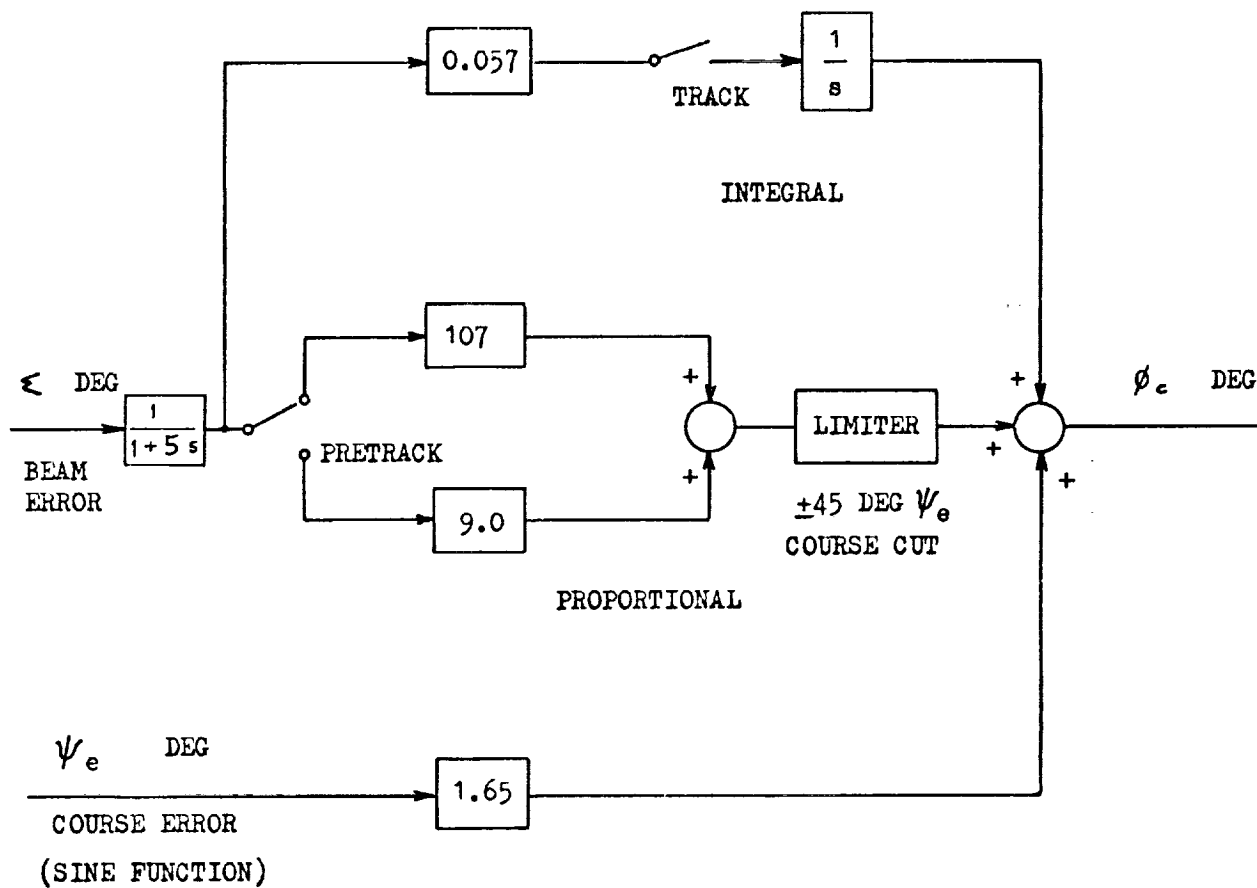 0.057
1
s
TRACK
INTEGRAL
107
+
ε DEG
1
1+5s
BEAM
ERROR
PRETRACK
+
LIMITER
+
+
+
ϕc DEG
9.0
±45 DEG Ψe
COURSE CUT
PROPORTIONAL
Ψe DEG
1.65
COURSE ERROR
(SINE FUNCTION)